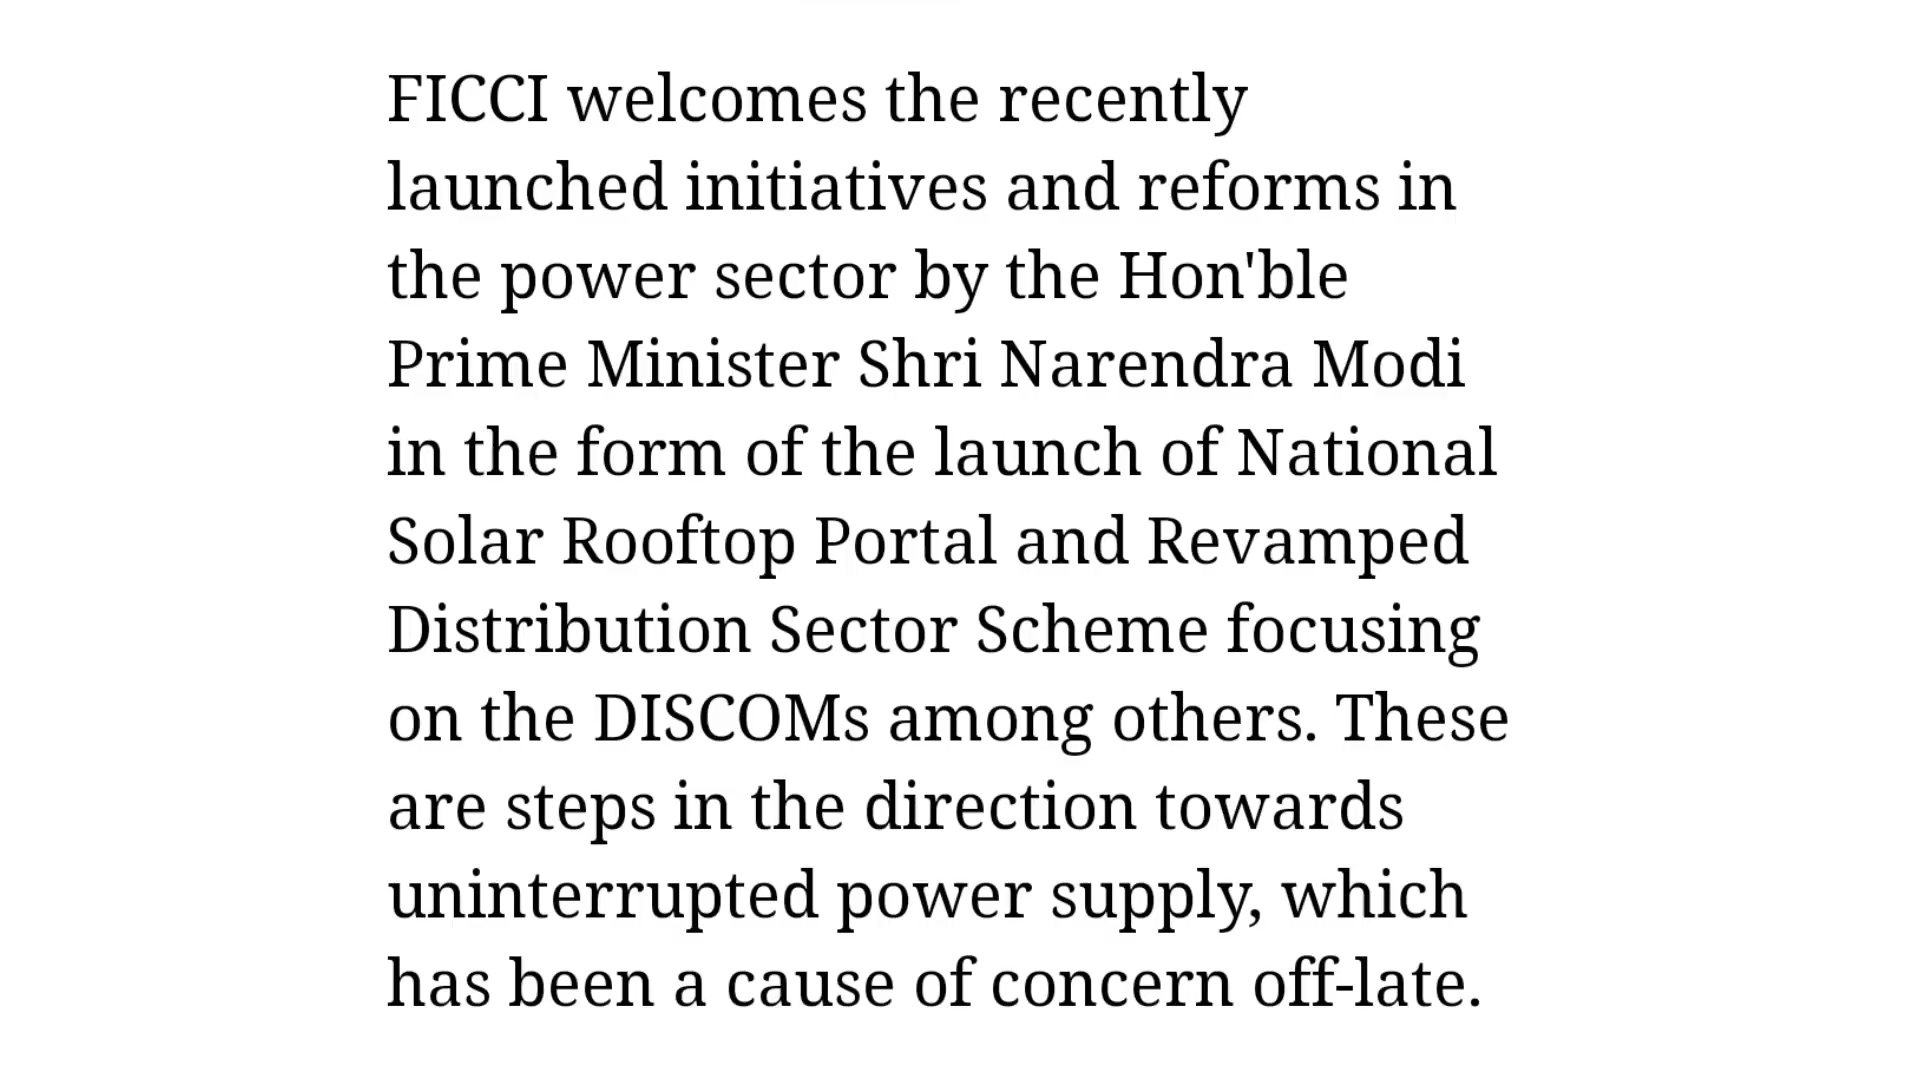 FICCI welcomes the recently
launched initiatives and reforms in
the power sector by the Hon'ble
Prime Minister Shri Narendra Modi
in the form of the launch of National
Solar Rooftop Portal and Revamped
Distribution Sector Scheme focusing
on the DISCOMs among others. These
are steps in the direction towards
uninterrupted power supply, which
has been a cause of concern off-late.